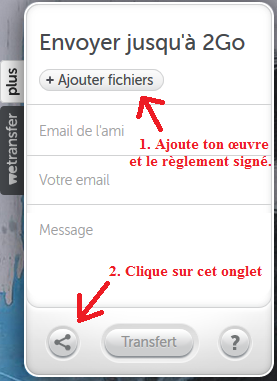 Envoyer jusqu'à 2Go
+ Ajouter fichiers
Email de l'ami
1. Ajoute ton œuvre
et le règlement signé.
Votre email
Message
2. Clique sur cet onglet
Transfert
?
plus
wetransfer